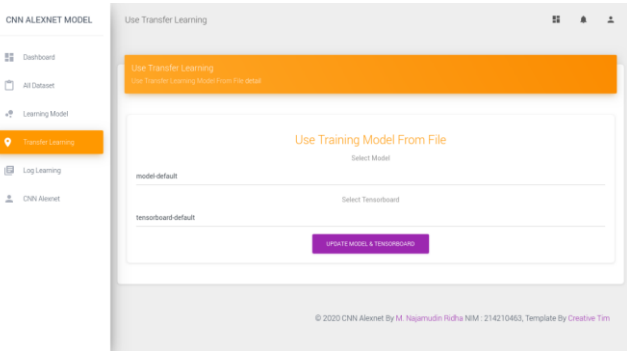 CNN ALEXNET MODEL
Use Transfer Learning
Dashboard
All Dataset
Learning Model
Transfer Learning
Log Learning
CNN Alexnet
Use Transfer Learning
Use Transfer Learning Model From File detail
Use Training Model From File
Select Model
model-default
Select Tensorboard
tensorboard-default
UPDATE MODEL & TENSORBOARD
© 2020 CNN Alexnet By M. Najamudin Ridha NIM : 214210463, Template By Creative Tim